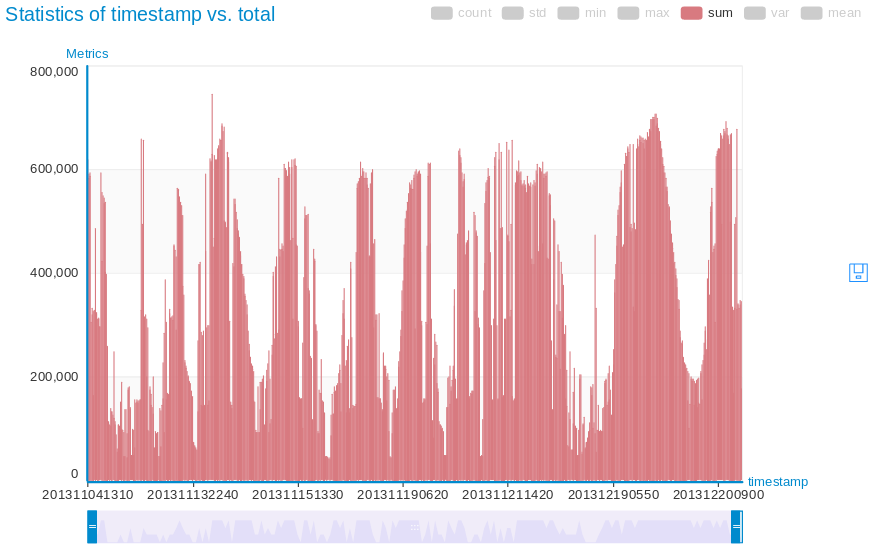 Statistics of timestamp vs. total
count std min max sum var mean
Metrics
800,000
600,000
400,000
200,000
0
201311041310 201311132240 201311151330 201311190620 201311211420 201312190550 201312200900
timestamp